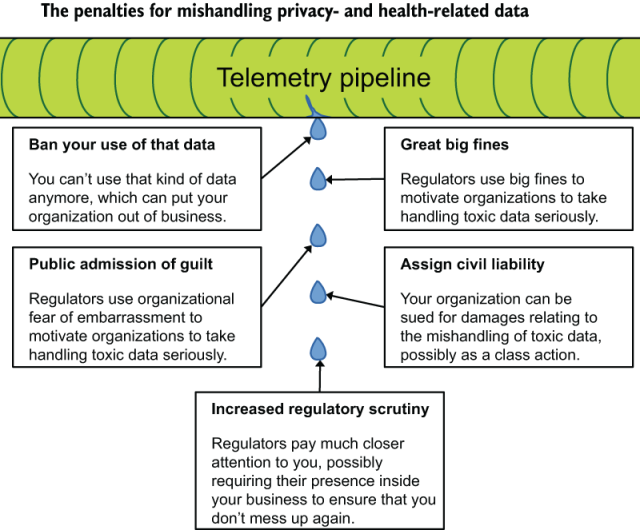 The penalties for mishandling privacy- and health-related data
Telemetry pipeline
Ban your use of that data
You can’t use that kind of data
anymore, which can put your
organization out of business.
Great big fines
Regulators use big fines to
motivate organizations to take
handling toxic data seriously.
Public admission of guilt
Regulators use organizational
fear of embarrassment to
motivate organizations to take
handling toxic data seriously.
Assign civil liability
Your organization can be
sued for damages relating to
the mishandling of toxic data,
possibly as a class action.
Increased regulatory scrutiny
Regulators pay much closer
attention to you, possibly
requiring their presence inside
your business to ensure that you
don’t mess up again.